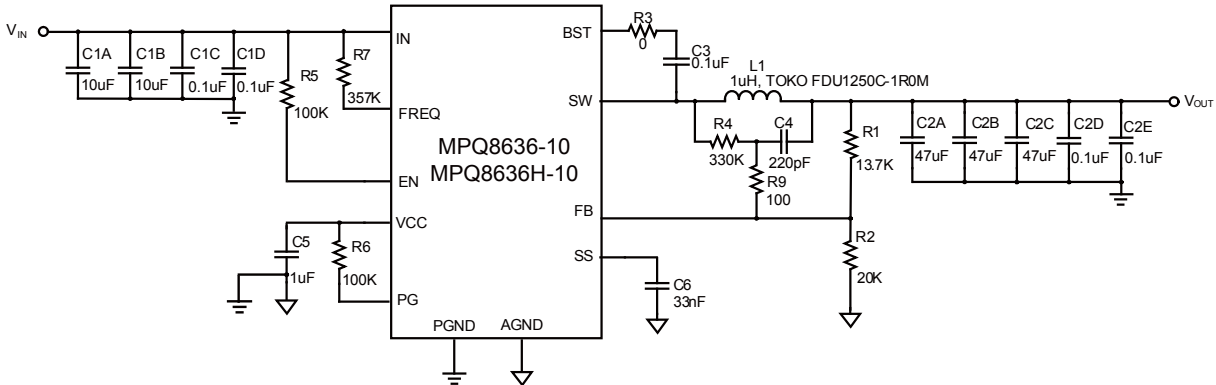 V IN
C1A
10uF
C1B
10uF
C1C
0.1uF
C1D
0.1uF
R5
100K
R7
357K
IN
FREQ
EN
VCC
PG
PGND
AGND
MPQ8636-10
MPQ8636H-10
BST
SW
FB
SS
R3
0
C3
0.1uF
L1
1uH, TOKO FDU1250C-1R0M
R4
330K
C4
220pF
R9
100
R1
13.7K
R2
20K
C2A
47uF
C2B
47uF
C2C
47uF
C2D
0.1uF
C2E
0.1uF
V OUT
C5
1uF
R6
100K
C6
33nF